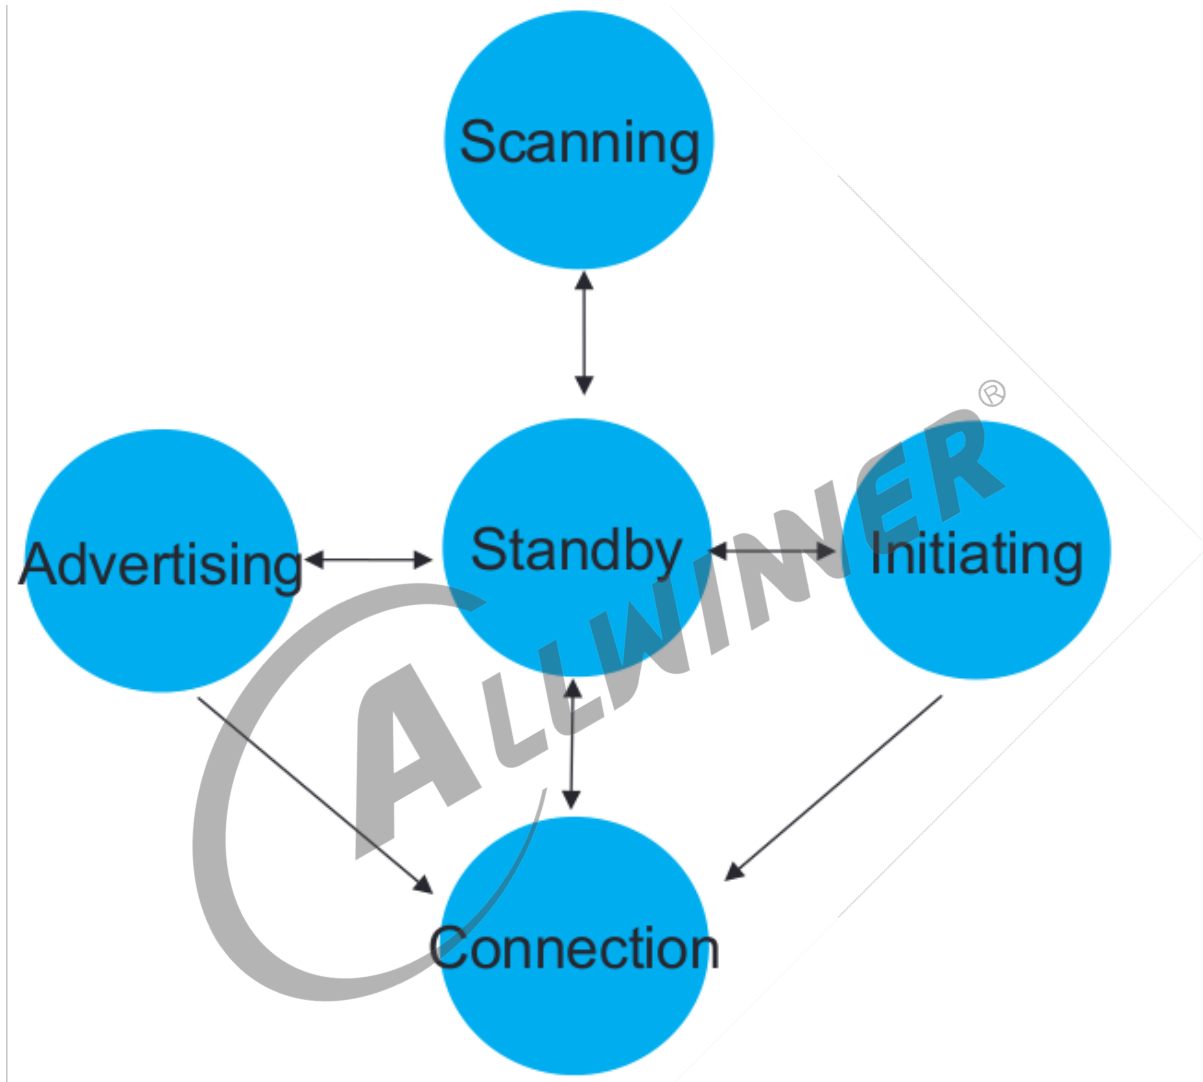 Scanning
®
Advertising
Standby
Initiating
ALLWINNER
Connection